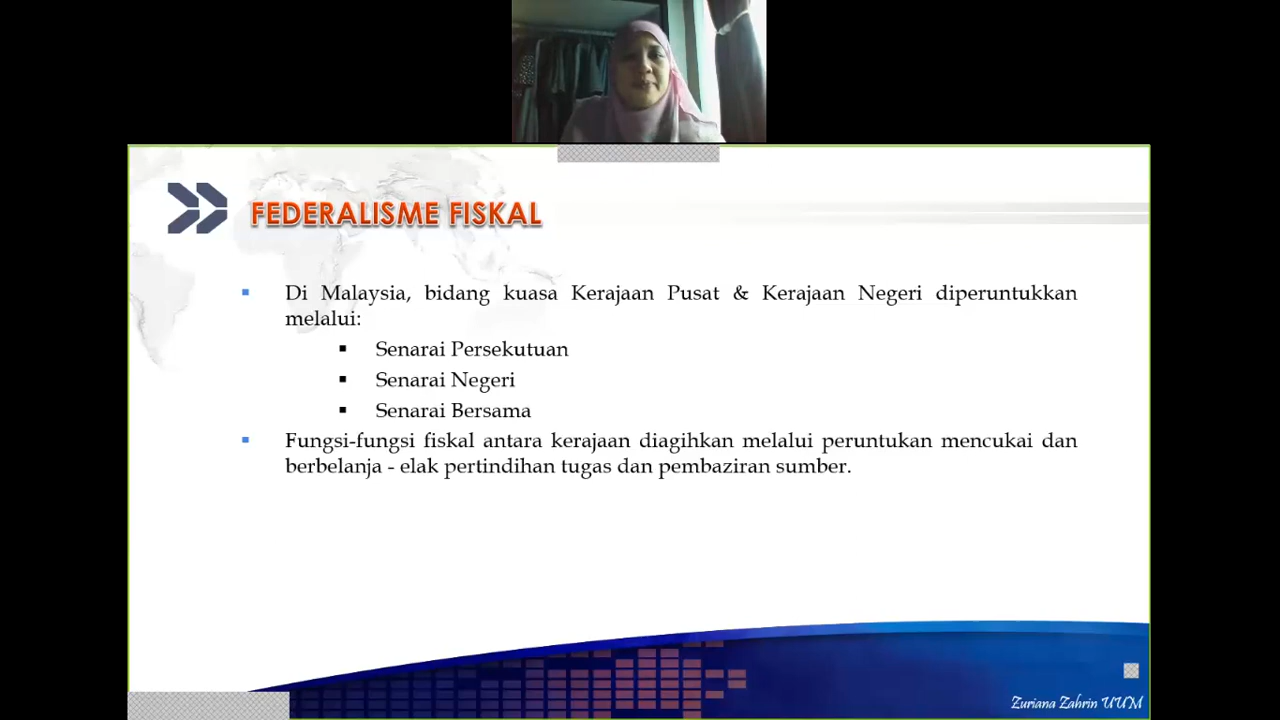 FEDERALISME FISKAL
Di Malaysia, bidang kuasa Kerajaan Pusat & Kerajaan Negeri diperuntukkan
melalui:
Senarai Persekutuan
Senarai Negeri
Senarai Bersama
Fungsi-fungsi fiskal antara kerajaan diagihkan melalui peruntukan mencukai dan
berbelanja - elak pertindihan tugas dan pembaziran sumber.
Zuriana Zahrin UUM